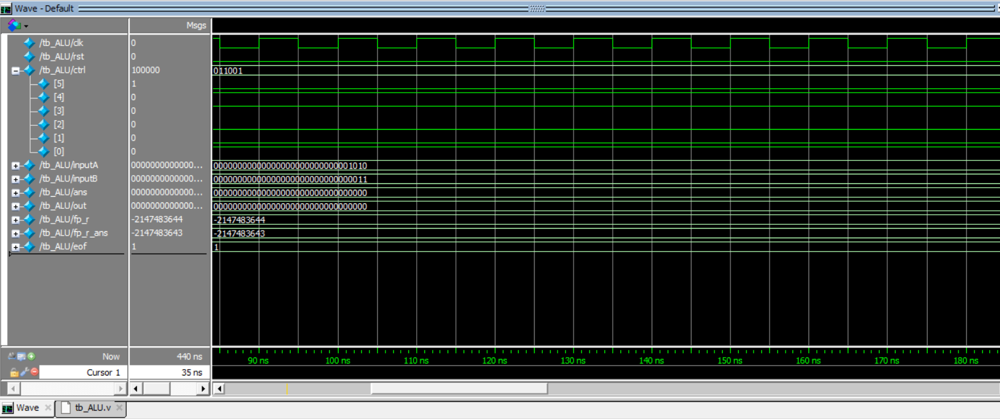 Wave - Default
Msgs
/tb_ALU/clk 0
/tb_ALU/rst 0
/tb_ALU/ctrl 100000 011001
[5] 1
[4] 0
[3] 0
[2] 0
[1] 0
[0] 0
/tb_ALU/inputA 0000000000000... 00000000000000000000000000001010
/tb_ALU/inputB 0000000000000... 00000000000000000000000000000011
/tb_ALU/ans 0000000000000... 00000000000000000000000000000000
/tb_ALU/out 0000000000000... 00000000000000000000000000000000
/tb_ALU/fp_r -2147483644 -2147483644
/tb_ALU/fp_r_ans -2147483643 -2147483643
/tb_ALU/eof 1 1
Now 440 ns
90 ns 100 ns 110 ns 120 ns 130 ns 140 ns 150 ns 160 ns 170 ns 180 ns
Cursor 1 35 ns
Wave tb_ALU.v